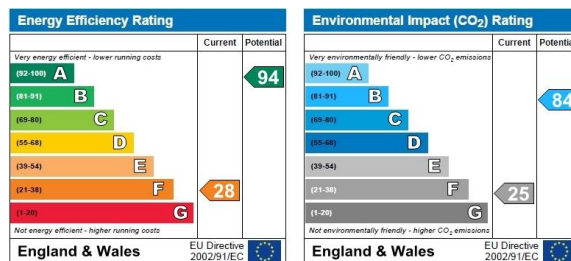 Energy Efficiency Rating
Current Potential
Very energy efficient - lower running costs
(92-100) A
94
(81-91) B
(69-80) C
(55-68) D
(39-54) E
(21-38) F
28
(1-20) G
Not energy efficient - higher running costs
England & Wales
EU Directive
2002/91/EC
Environmental Impact (CO2) Rating
Current Potential
Very environmentally friendly - lower CO2 emissions
(92-100) A
(81-91) B
84
(69-80) C
(55-68) D
(39-54) E
(21-38) F
25
(1-20) G
Not environmentally friendly - higher CO2 emissions
England & Wales
EU Directive
2002/91/EC